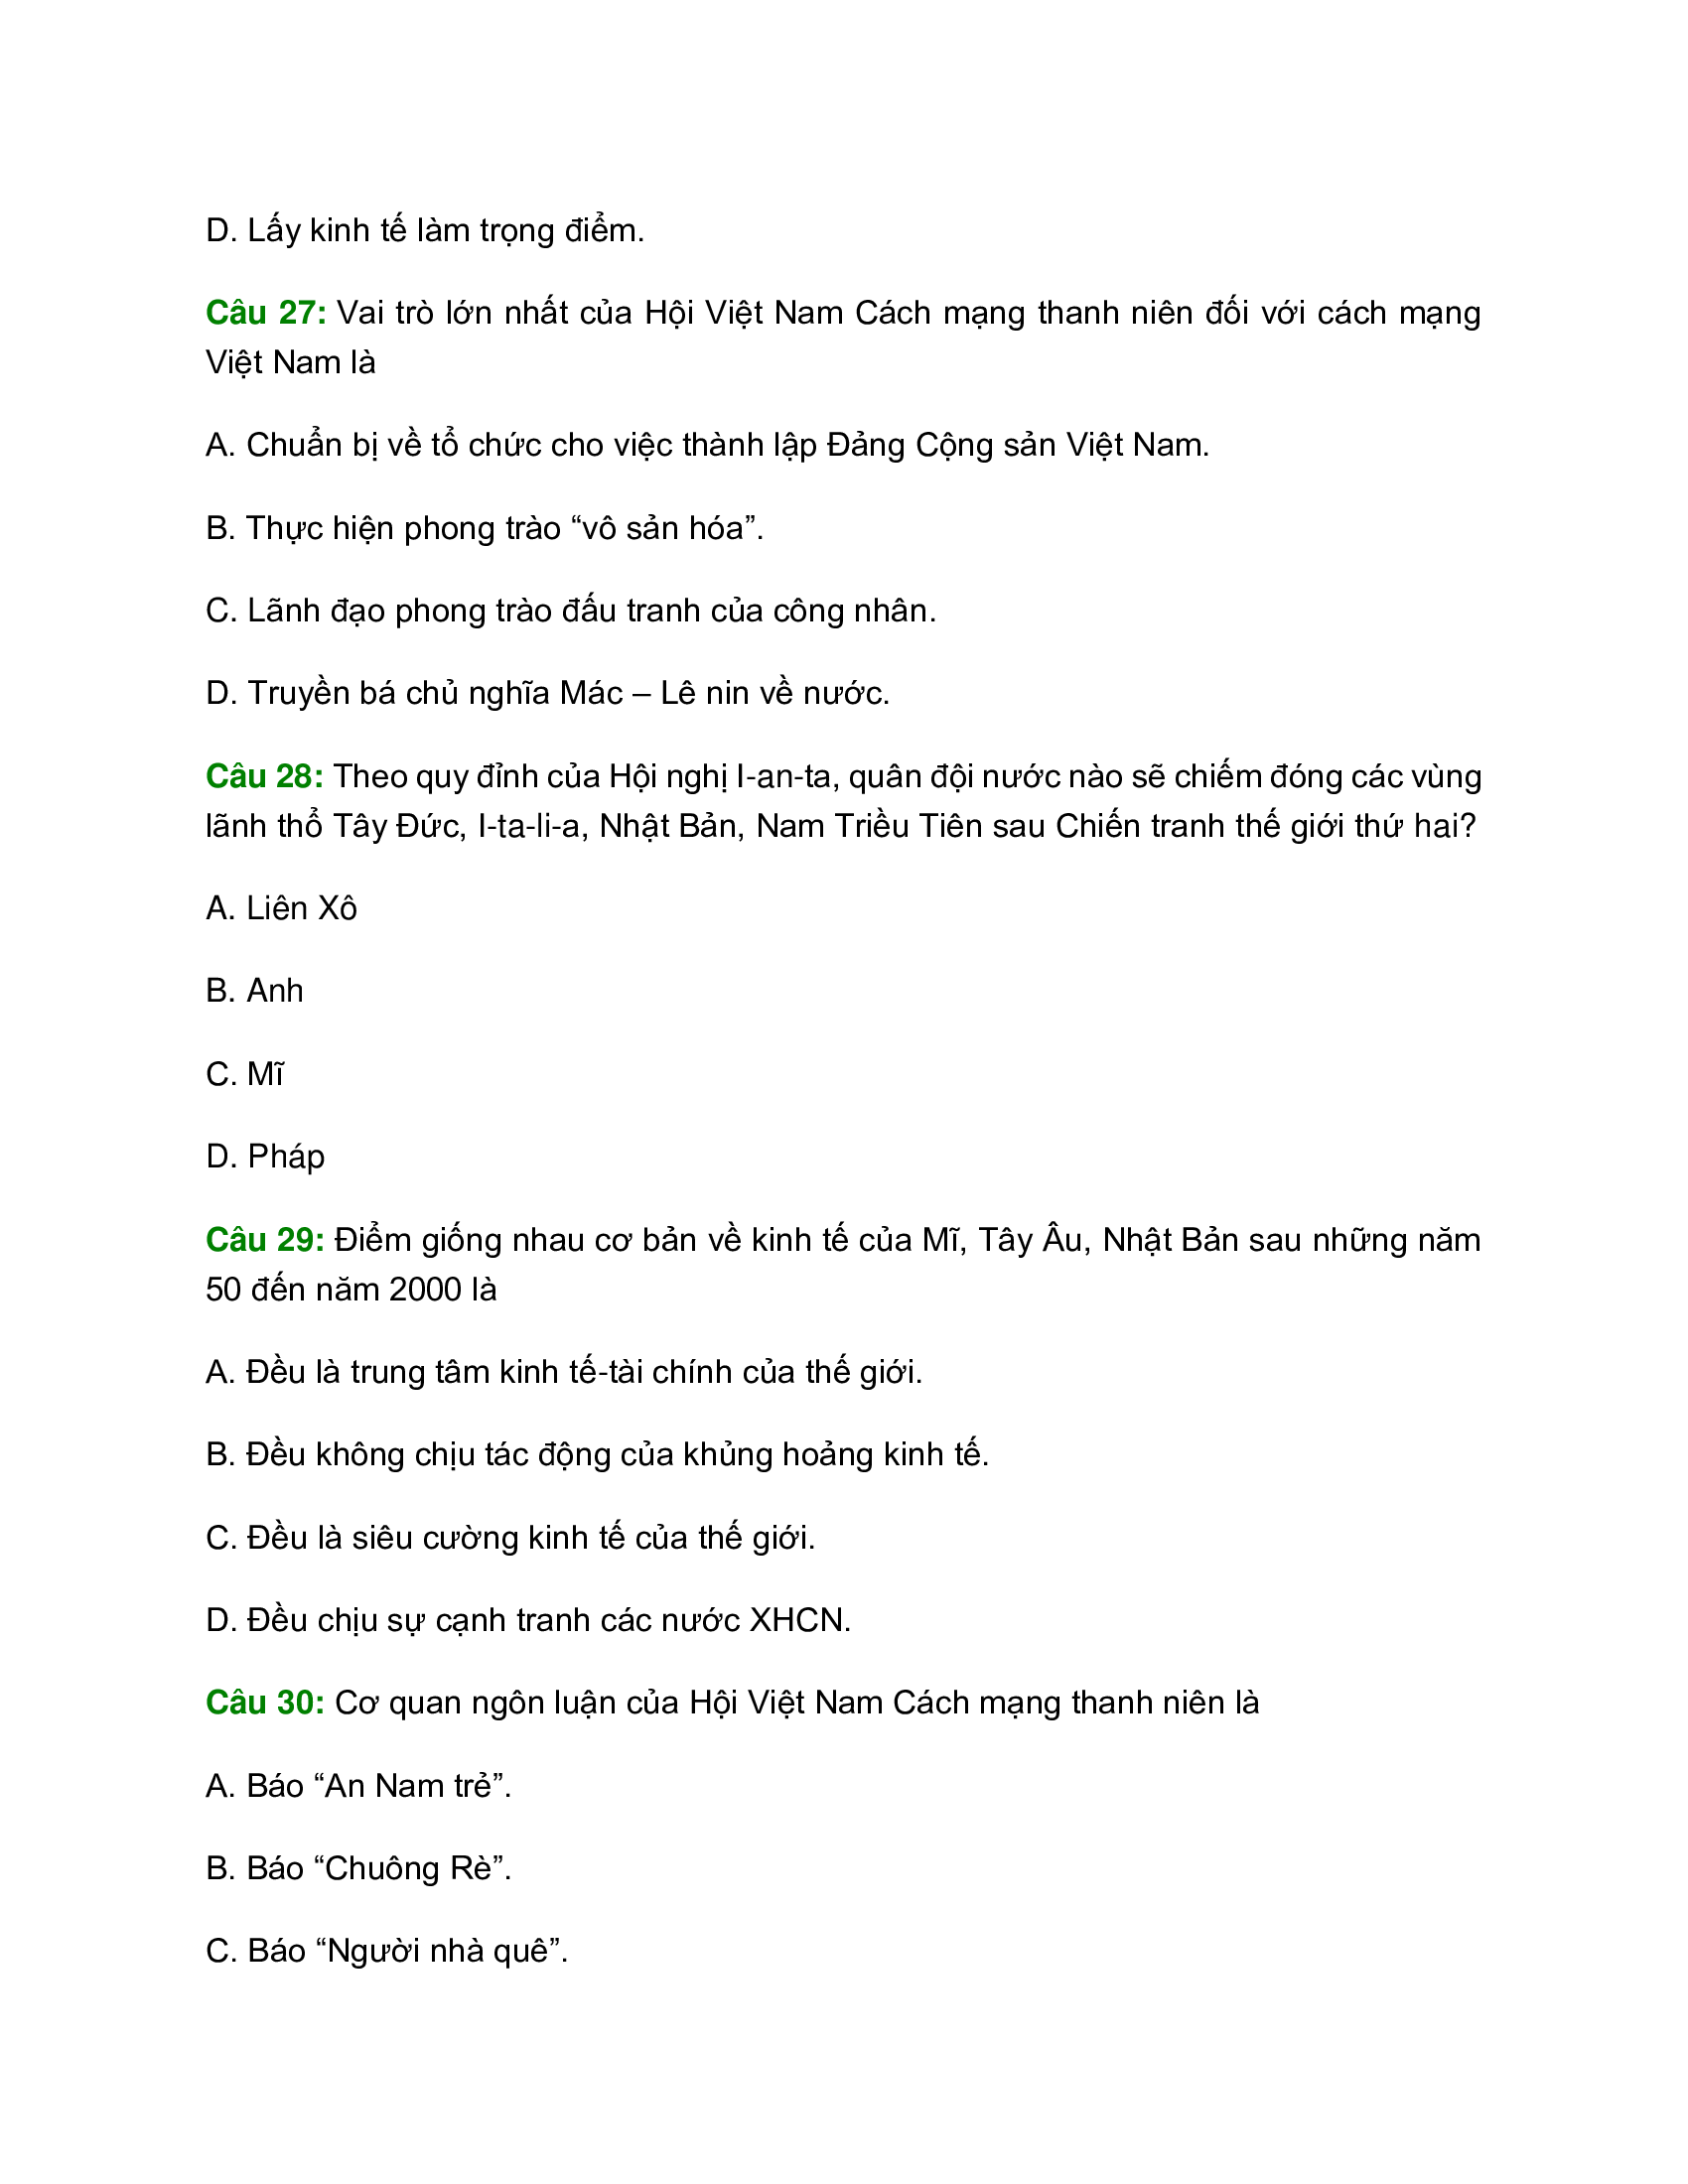 D. Lấy kinh tế làm trọng điểm.
Câu 27: Vai trò lớn nhất của Hội Việt Nam Cách mạng thanh niên đối với cách mạng
Việt Nam là
A. Chuẩn bị về tổ chức cho việc thành lập Đảng Cộng sản Việt Nam.
B. Thực hiện phong trào “vô sản hóa”.
C. Lãnh đạo phong trào đấu tranh của công nhân.
D. Truyền bá chủ nghĩa Mác – Lê nin về nước.
Câu 28: Theo quy đỉnh của Hội nghị I-an-ta, quân đội nước nào sẽ chiếm đóng các vùng
lãnh thổ Tây Đức, I-ta-li-a, Nhật Bản, Nam Triều Tiên sau Chiến tranh thế giới thứ hai?
A. Liên Xô
B. Anh
C. Mĩ
D. Pháp
Câu 29: Điểm giống nhau cơ bản về kinh tế của Mĩ, Tây Âu, Nhật Bản sau những năm
50 đến năm 2000 là
A. Đều là trung tâm kinh tế-tài chính của thế giới.
B. Đều không chịu tác động của khủng hoảng kinh tế.
C. Đều là siêu cường kinh tế của thế giới.
D. Đều chịu sự cạnh tranh các nước XHCN.
Câu 30: Cơ quan ngôn luận của Hội Việt Nam Cách mạng thanh niên là
A. Báo “An Nam trẻ”.
B. Báo “Chuông Rè”.
C. Báo “Người nhà quê”.